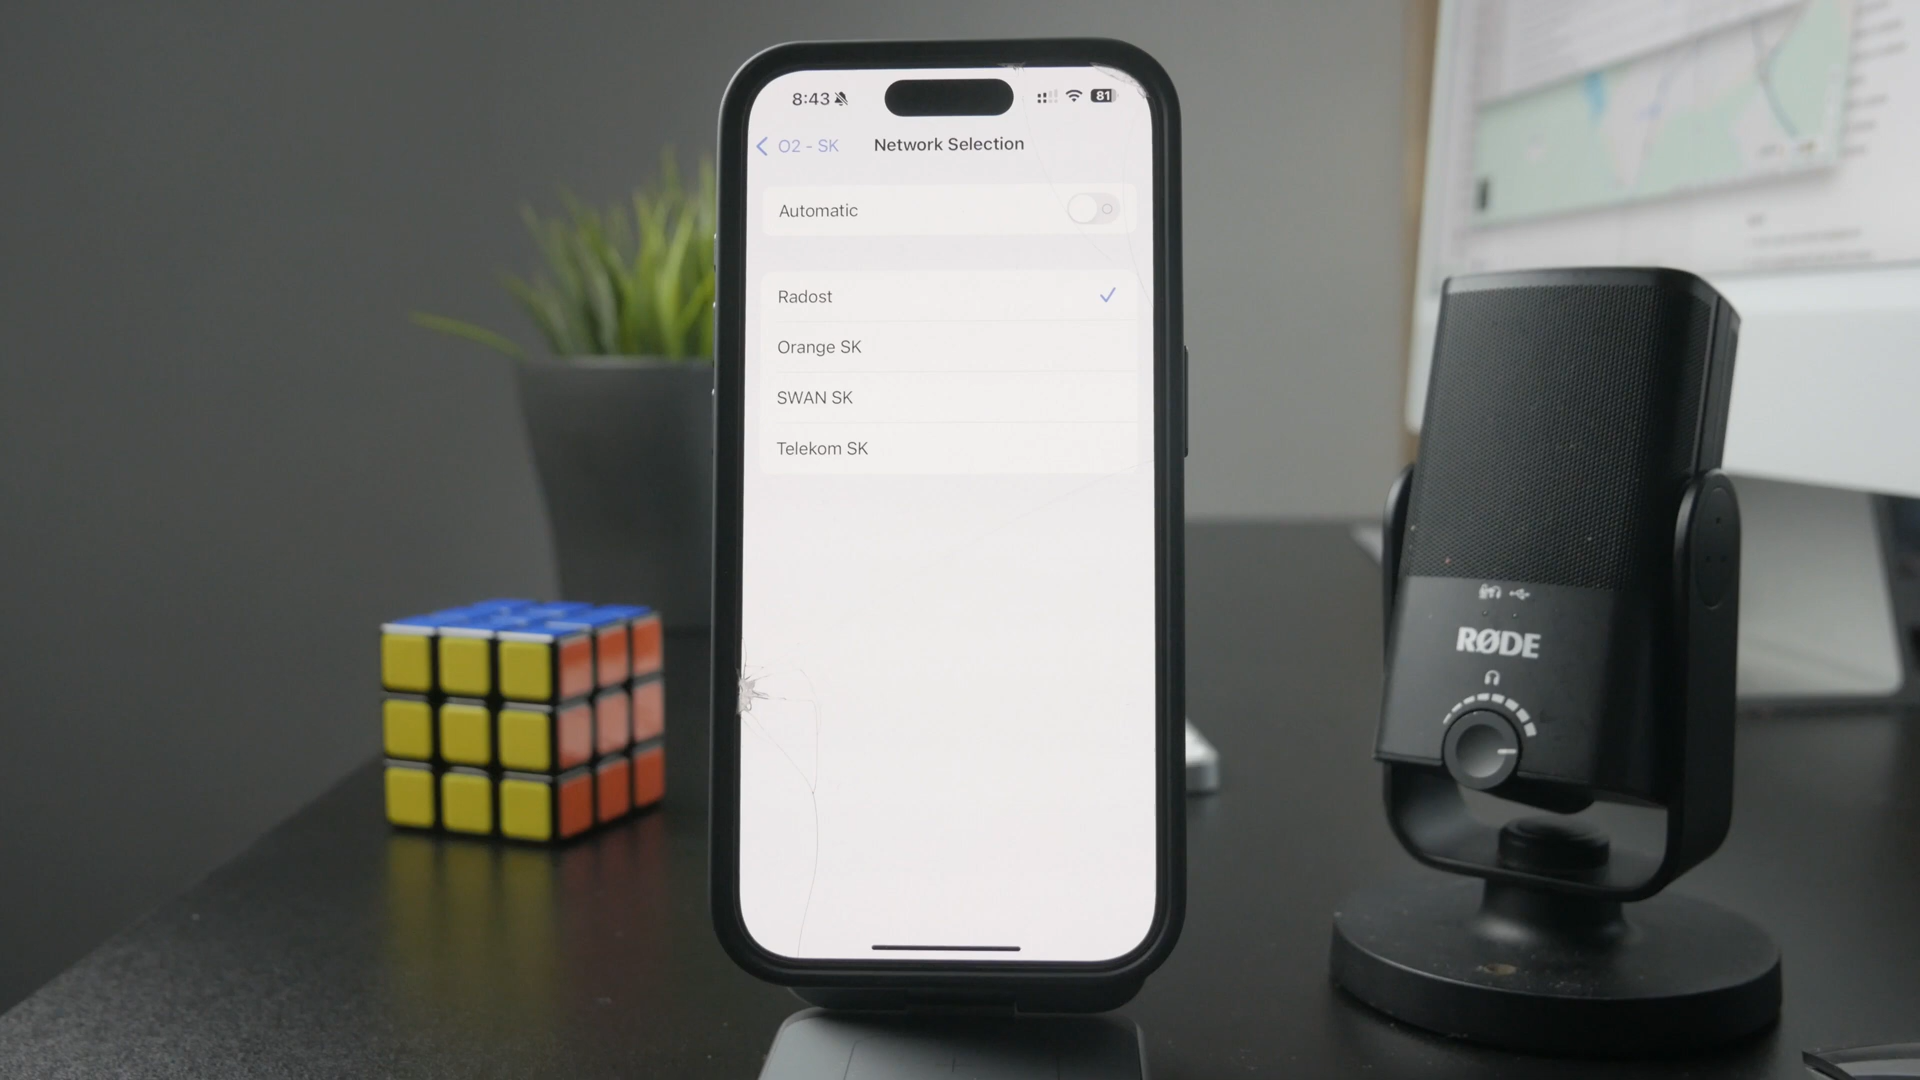 8:43
81
O2 - SK
Network Selection
Automatic
Radost
Orange SK
SWAN SK
Telekom SK
RØDE